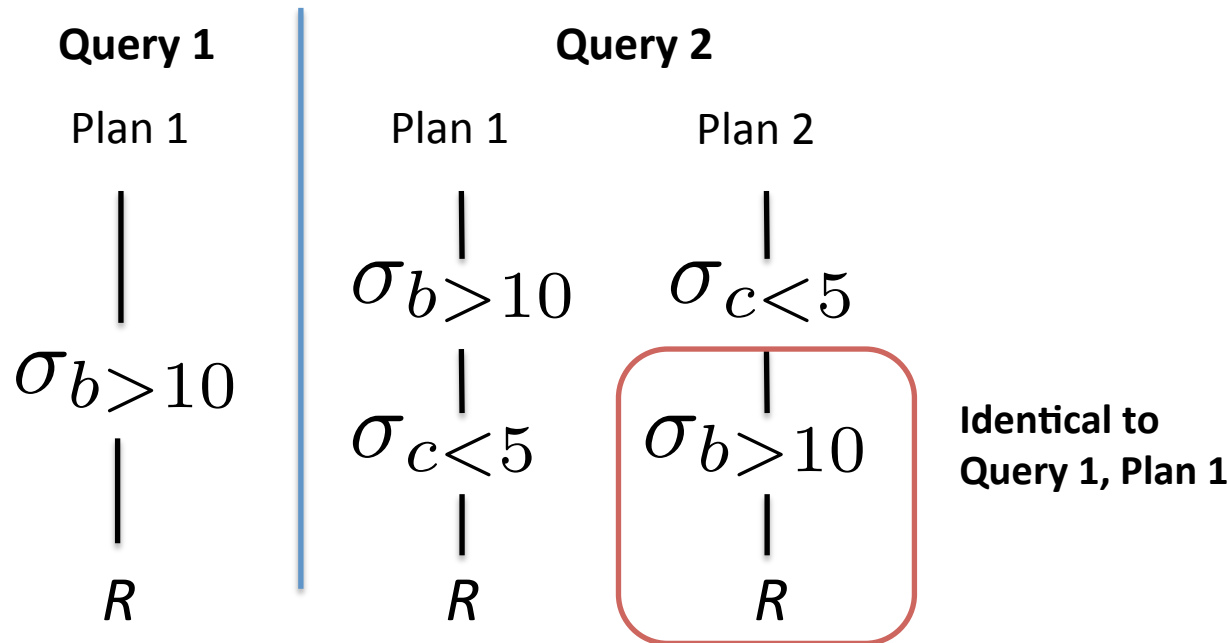 Query 1
Query 2
Plan 1
Plan 1
Plan 2
σb>10
σc<5
σb>10
σc<5
σb>10
Identical to
Query 1, Plan 1
R
R
R